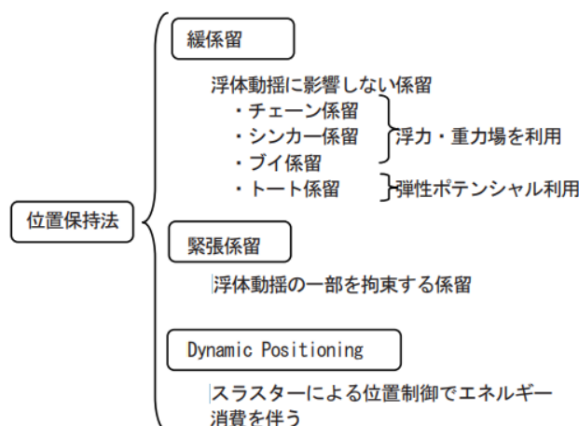 緩係留
浮体動揺に影響しない係留
・チェーン係留
・シンカー係留
浮力・重力場を利用
・ブイ係留
・トート係留
弾性ポテンシャル利用
位置保持法
緊張係留
浮体動揺の一部を拘束する係留
Dynamic Positioning
スラスターによる位置制御でエネルギー
消費を伴う